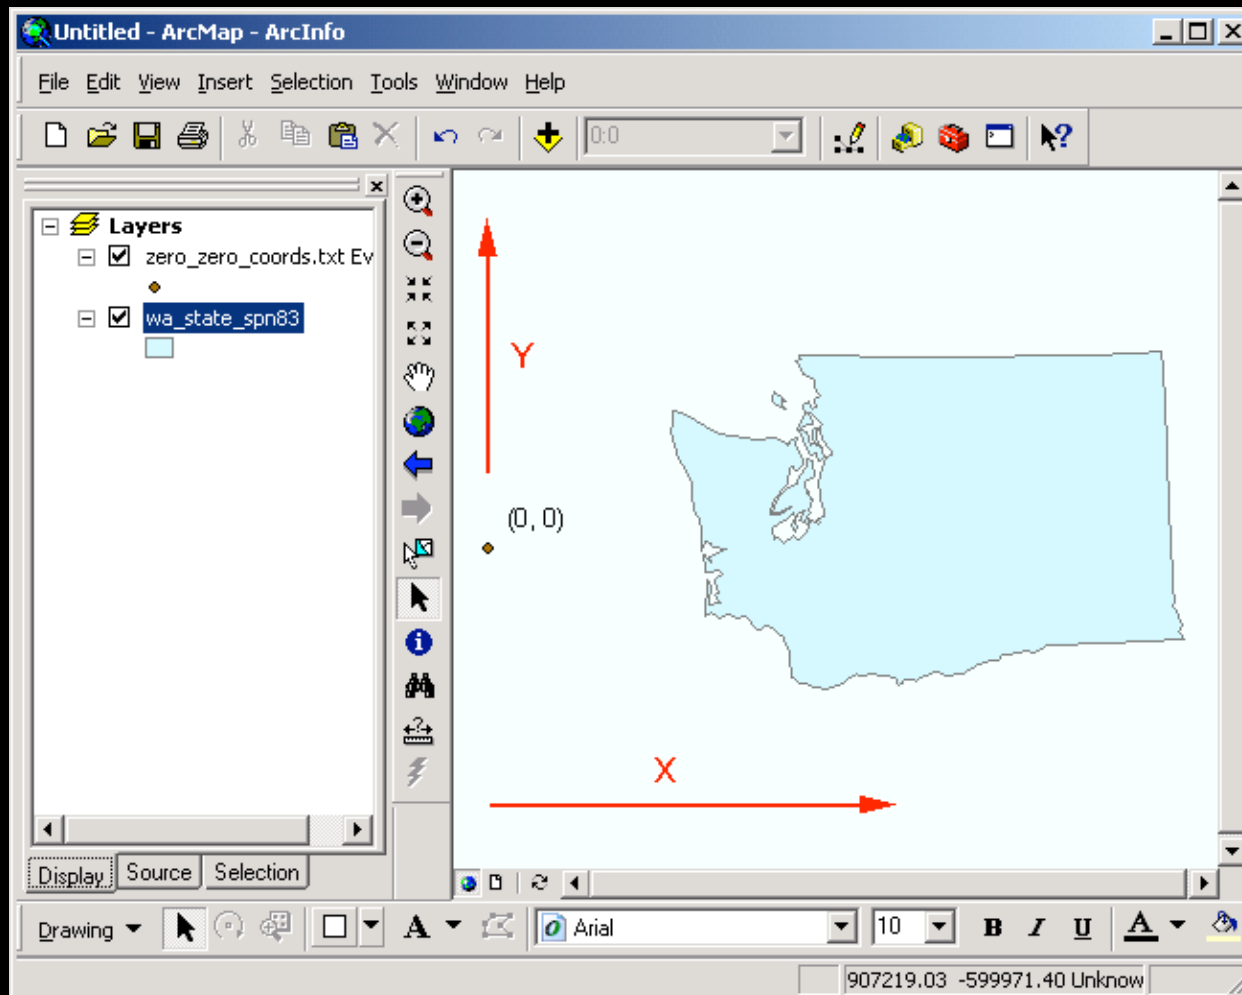 Untitled - ArcMap - ArcInfo
File Edit View Insert Selection Tools Window Help
0:0
Layers
zero_zero_coords.txt Ev
wa_state_spn83
Y
(0, 0)
X
Display Source Selection
Drawing A Arial 10 B I U A
907219.03 -599971.40 Unknow